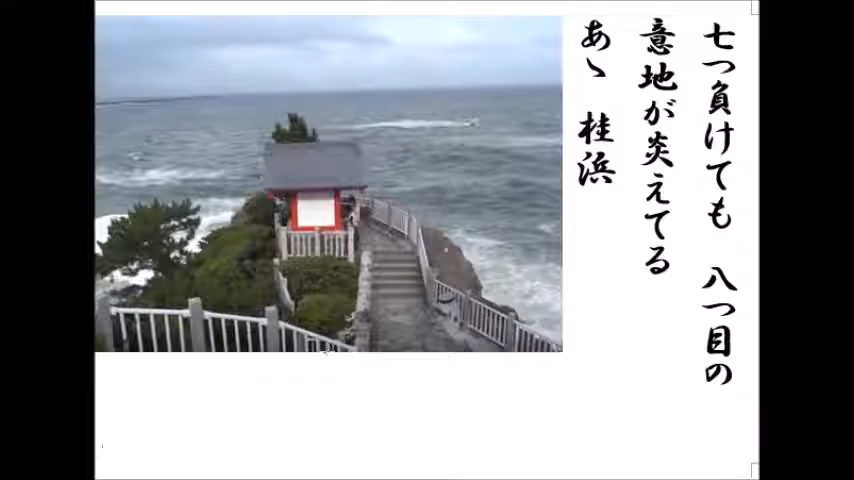 七つ負けても　八つ目の
意地が炎えてる
あゝ　桂浜